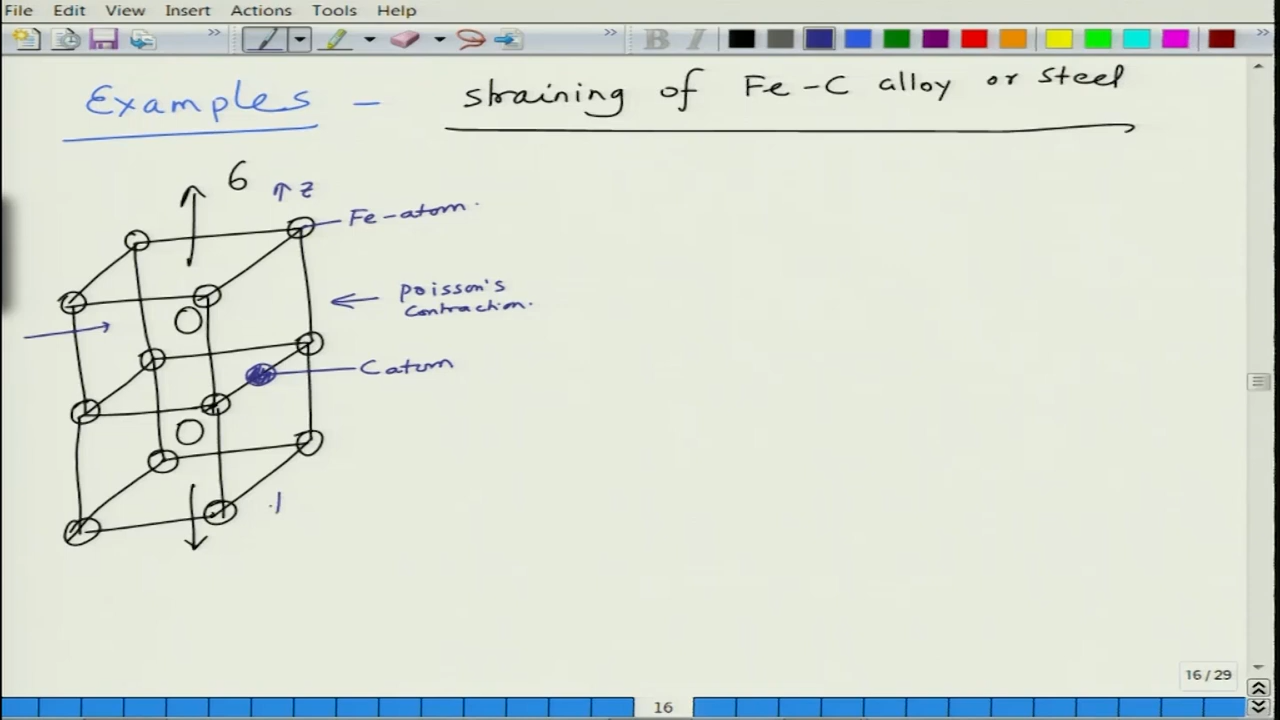 File Edit View Insert Actions Tools Help
Examples - straining of Fe-C alloy or steel
6
↑ z
Fe-atom.
Poisson's
Contraction.
C atom
16/29
16